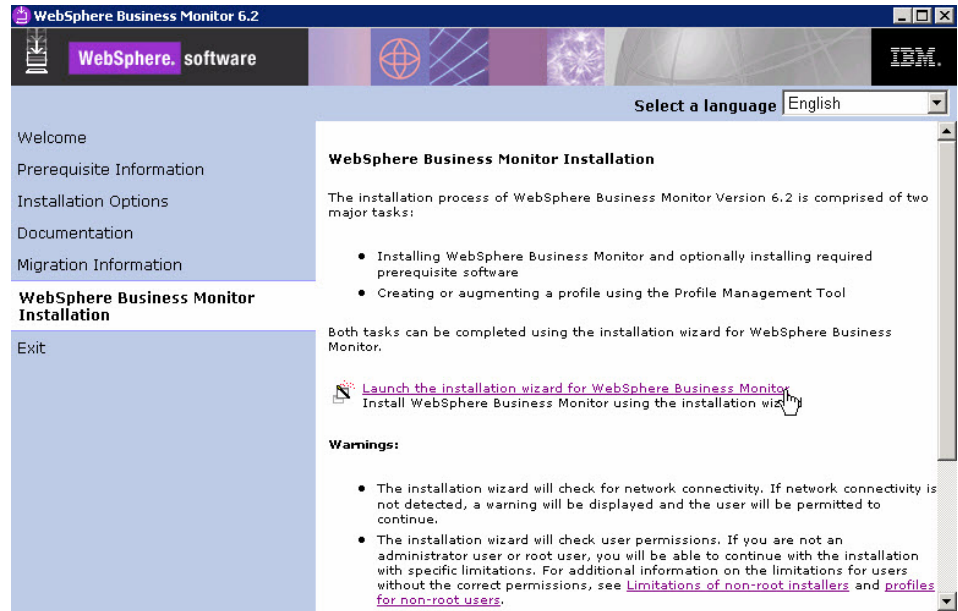 WebSphere Business Monitor 6.2
WebSphere. software
IBM.
Select a language English
Welcome
Prerequisite Information
Installation Options
Documentation
Migration Information
WebSphere Business Monitor
Installation
Exit
WebSphere Business Monitor Installation
The installation process of WebSphere Business Monitor Version 6.2 is comprised of two
major tasks:
• Installing WebSphere Business Monitor and optionally installing required
prerequisite software
• Creating or augmenting a profile using the Profile Management Tool
Both tasks can be completed using the installation wizard for WebSphere Business
Monitor.
Launch the installation wizard for WebSphere Business Monitor
Install WebSphere Business Monitor using the installation wizard
Warnings:
• The installation wizard will check for network connectivity. If network connectivity is
not detected, a warning will be displayed and the user will be permitted to
continue.
• The installation wizard will check user permissions. If you are not an
administrator user or root user, you will be able to continue with the installation
with specific limitations. For additional information on the limitations for users
without the correct permissions, see Limitations of non-root installers and profiles
for non-root users.